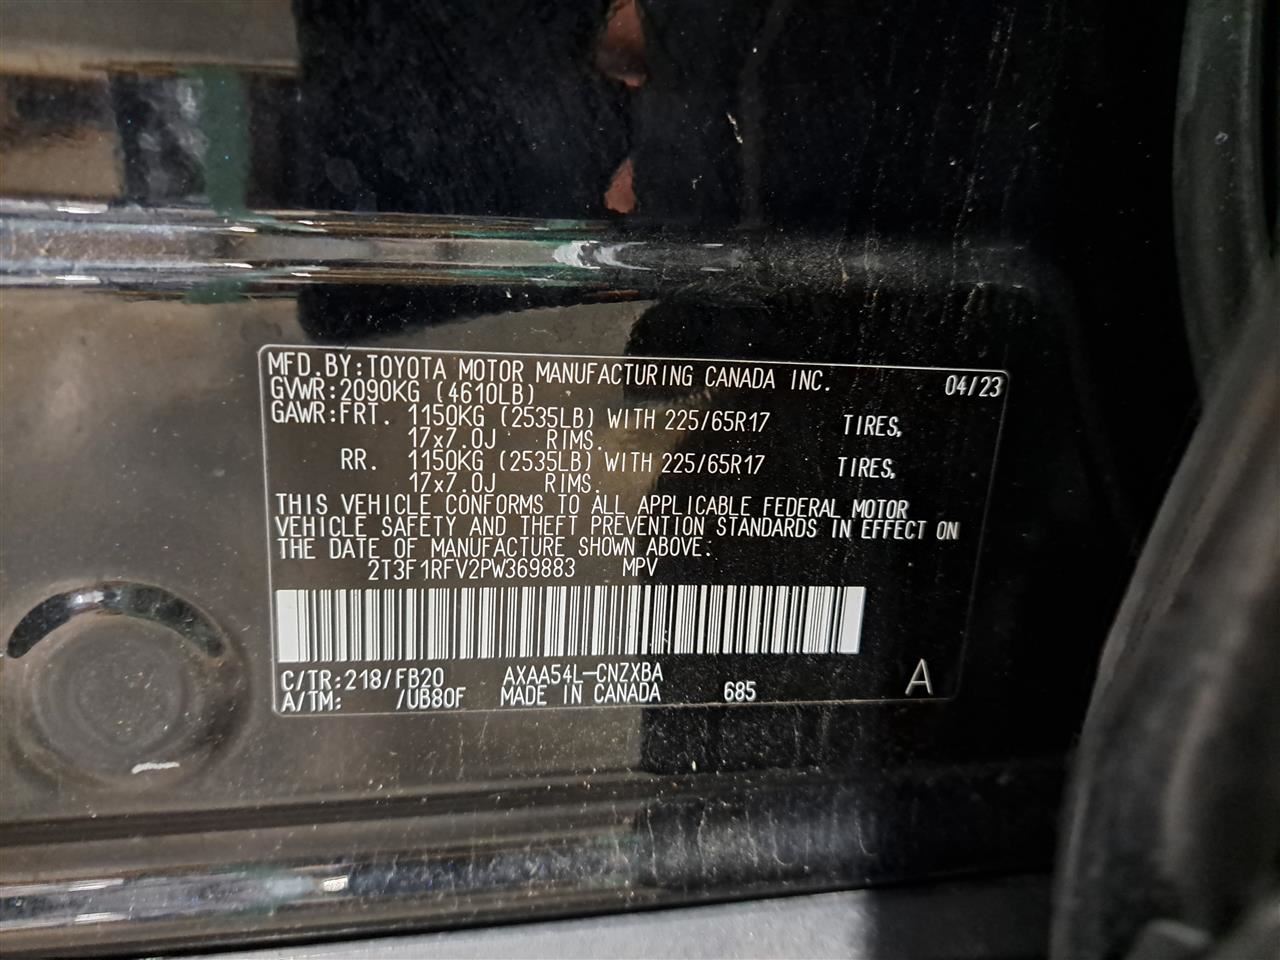 MFD.BY:TOYOTA MOTOR MANUFACTURING CANADA INC. 04/23
GVWR:2090KG (4610LB)
GAWR:FRT. 1150KG (2535LB) WITH 225/65R17 TIRES,
17x7.0J RIMS.
RR. 1150KG (2535LB) WITH 225/65R17 TIRES,
17x7.0J RIMS.
THIS VEHICLE CONFORMS TO ALL APPLICABLE FEDERAL MOTOR
VEHICLE SAFETY AND THEFT PREVENTION STANDARDS IN EFFECT ON
THE DATE OF MANUFACTURE SHOWN ABOVE.
2T3F1RFV2PW369883 MPV
C/TR:218/FB20 AXAA54L-CNZXBA
A/TM: /UB80F MADE IN CANADA 685 A